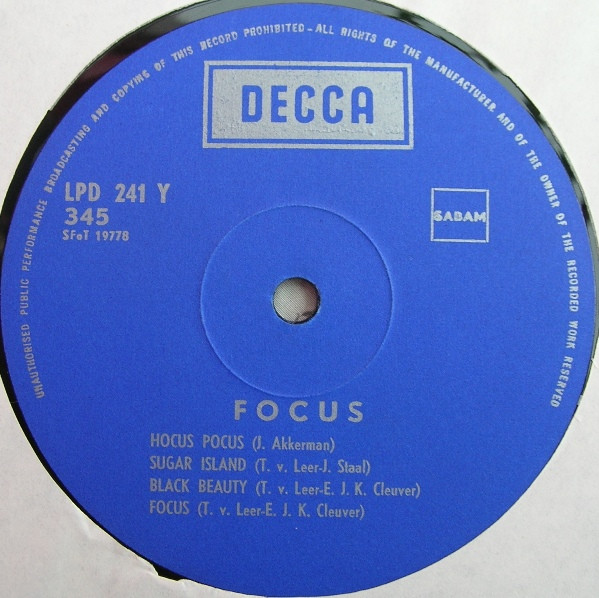 UNAUTHORISED PUBLIC PERFORMANCE BROADCASTING AND COPYING OF THIS RECORD PROHIBITED-ALL RIGHTS OF THE MANUFACTURER AND OF THE OWNER OF THE RECORDED WORK RESERVED
DECCA
LPD 241 Y
345
SFoT 19778
SABAM
FOCUS
HOCUS POCUS (J. Akkerman)
SUGAR ISLAND (T. v. Leer-J. Staal)
BLACK BEAUTY (T. v. Leer-E. J. K. Cleuver)
FOCUS (T. v. Leer-E. J. K. Cleuver)